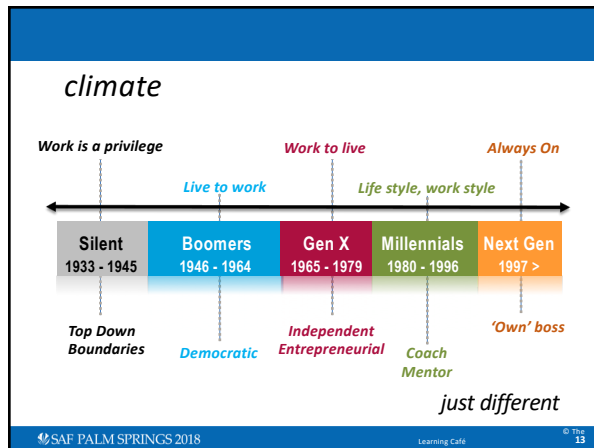 climate
Work is a privilege
Work to live
Always On
Live to work
Life style, work style
Silent
1933 - 1945
Boomers
1946 - 1964
Gen X
1965 - 1979
Millennials
1980 - 1996
Next Gen
1997 >
Top Down
Boundaries
Democratic
Independent
Entrepreneurial
Coach
Mentor
‘Own’ boss
just different
SAF PALM SPRINGS 2018
© The
Learning Café
13